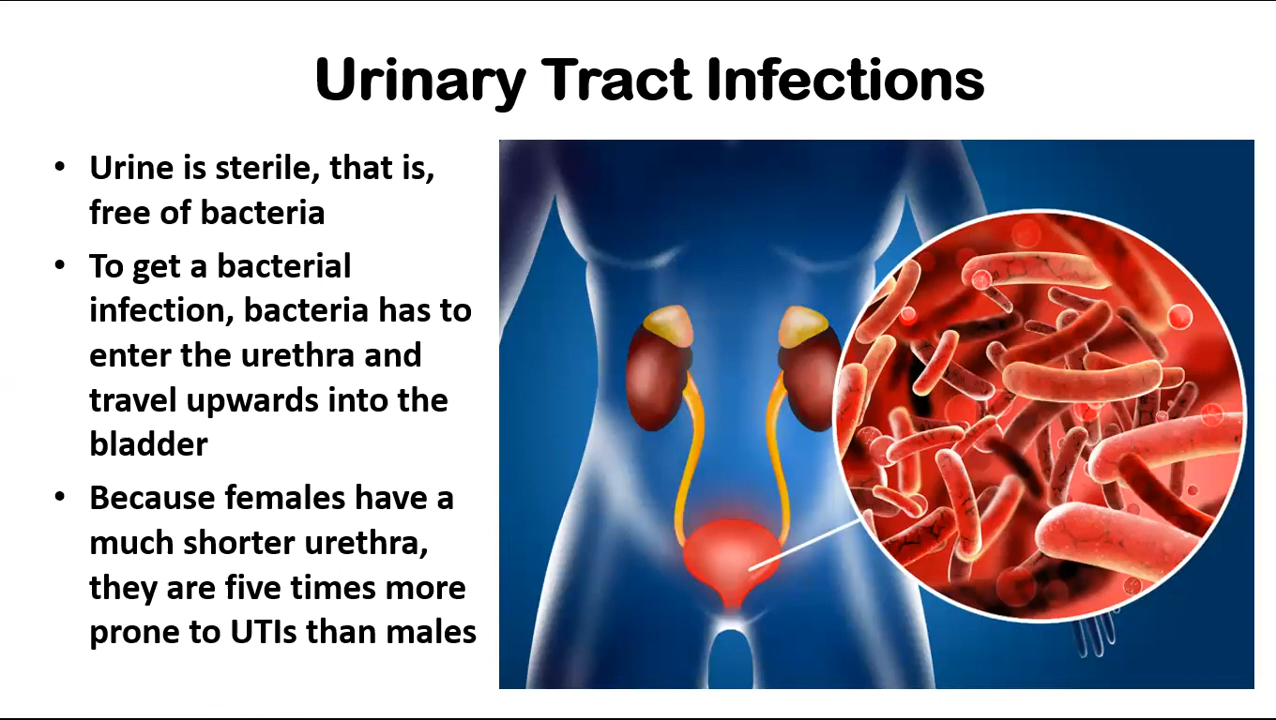 Urinary Tract Infections
• Urine is sterile, that is,
free of bacteria
• To get a bacterial
infection, bacteria has to
enter the urethra and
travel upwards into the
bladder
• Because females have a
much shorter urethra,
they are five times more
prone to UTIs than males